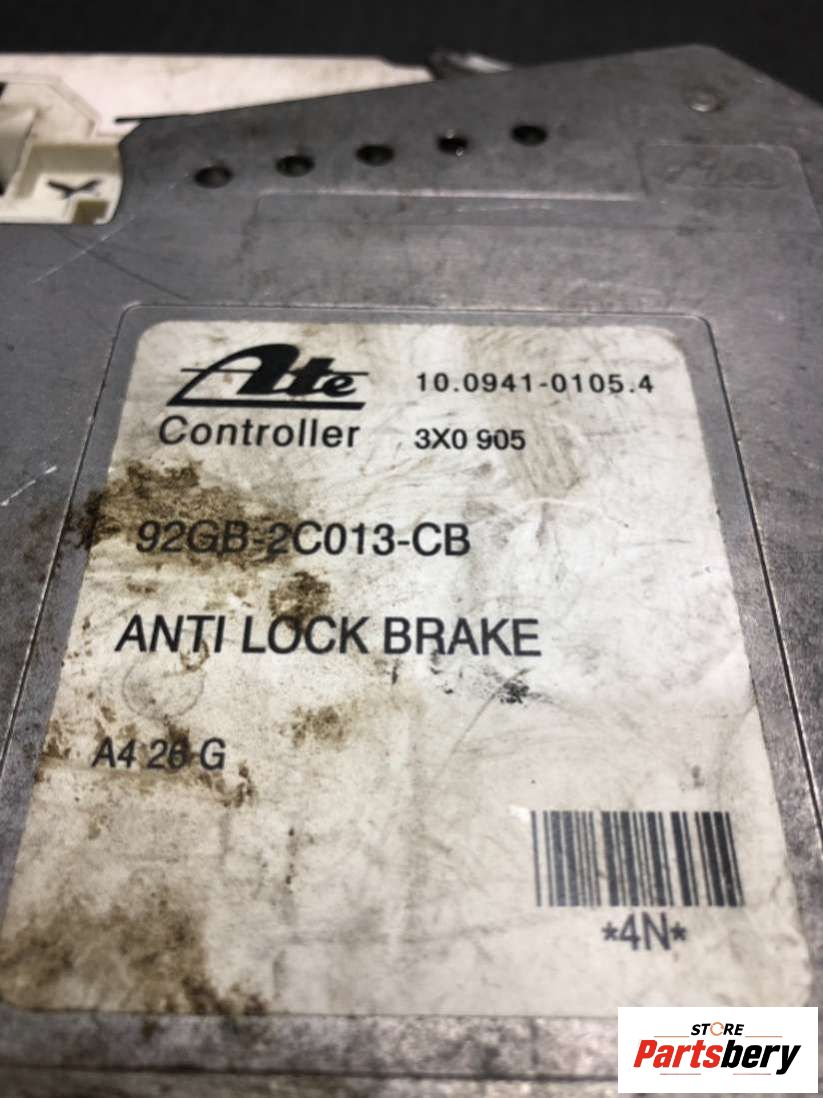 Ate
10.0941-0105.4
Controller
3X0 905
92GB-2C013-CB
ANTI LOCK BRAKE
A4 26 G
*4N*
STORE
Partsbery